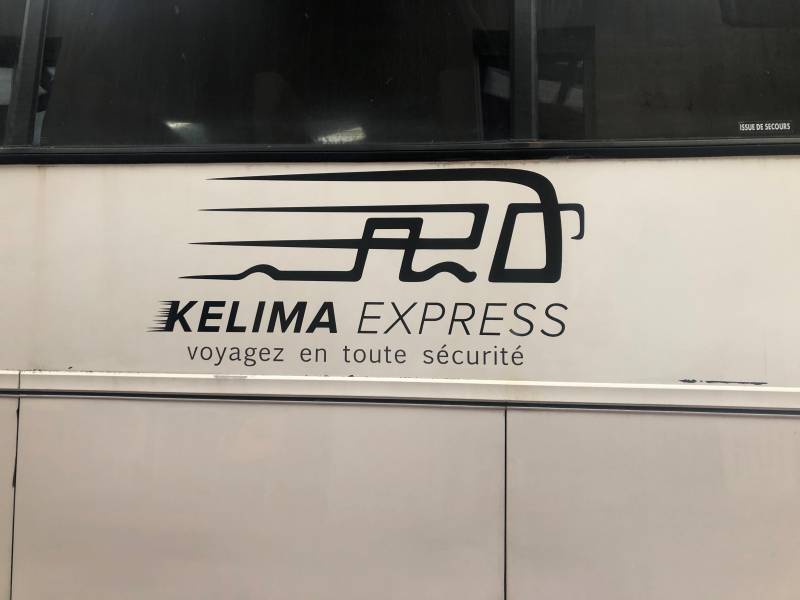 ISSUE DE SECOURS
KELIMA EXPRESS
voyagez en toute sécurité